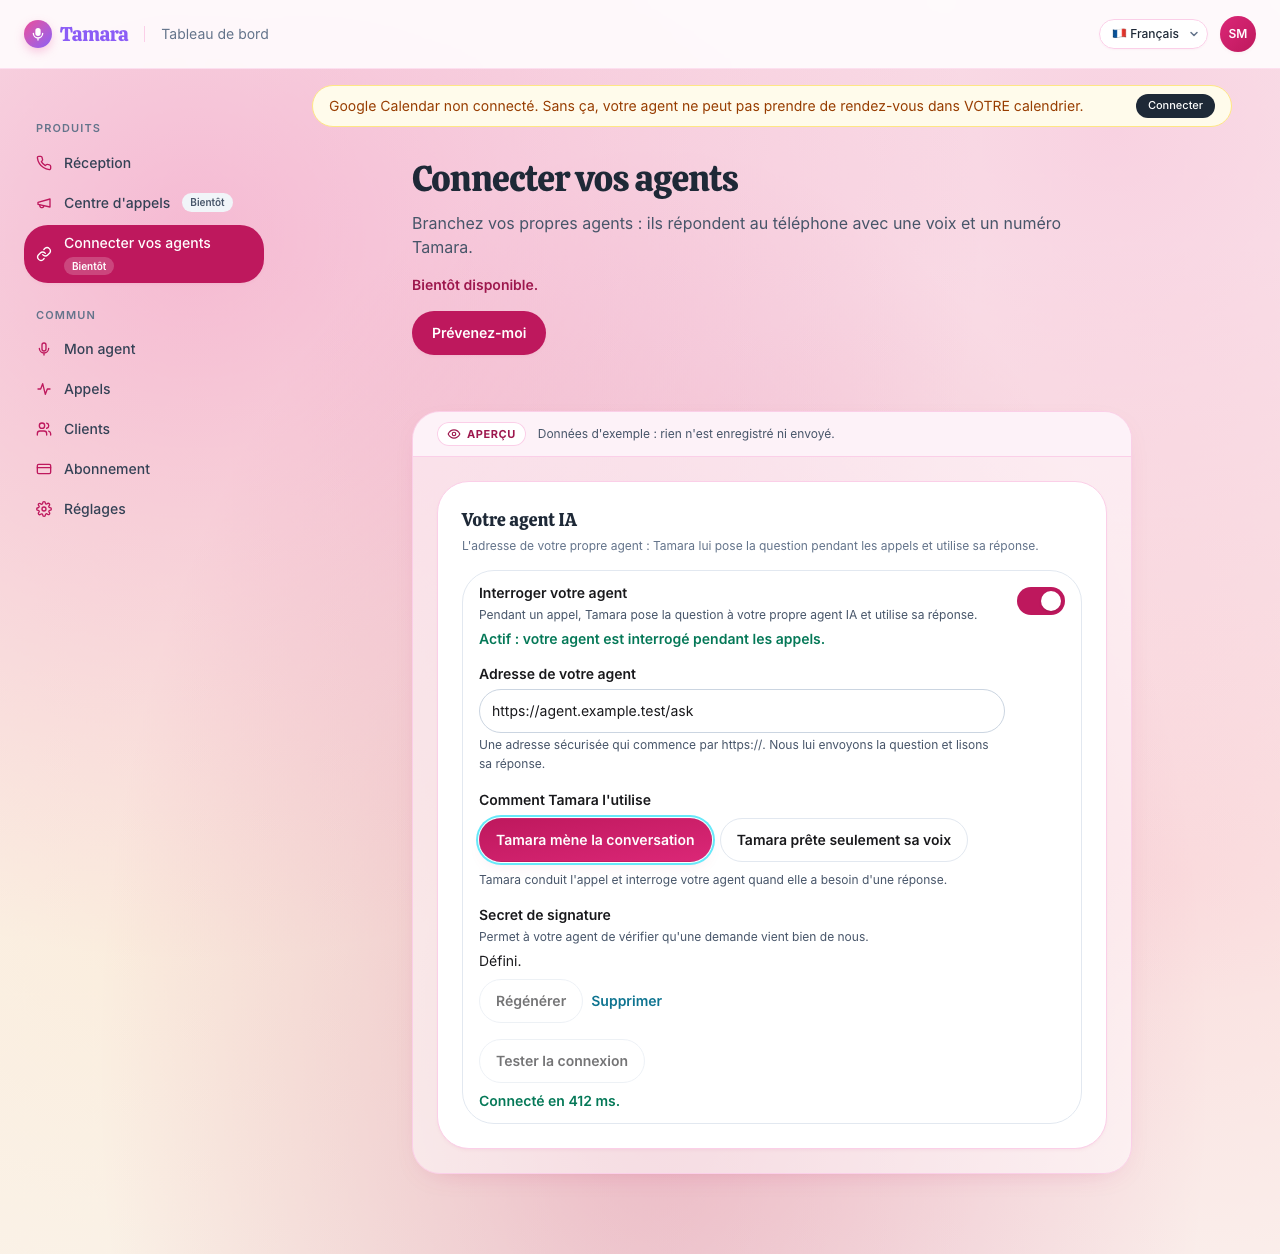 Tamara
Tableau de bord
Français
SM
Google Calendar non connecté. Sans ça, votre agent ne peut pas prendre de rendez-vous dans VOTRE calendrier.
Connecter
PRODUITS
Réception
Centre d'appels Bientôt
Connecter vos agents
Bientôt
COMMUN
Mon agent
Appels
Clients
Abonnement
Réglages
Connecter vos agents
Branchez vos propres agents : ils répondent au téléphone avec une voix et un numéro
Tamara.
Bientôt disponible.
Prévenez-moi
APERÇU
Données d'exemple : rien n'est enregistré ni envoyé.
Votre agent IA
L'adresse de votre propre agent : Tamara lui pose la question pendant les appels et utilise sa réponse.
Interroger votre agent
Pendant un appel, Tamara pose la question à votre propre agent IA et utilise sa réponse.
Actif : votre agent est interrogé pendant les appels.
Adresse de votre agent
https://agent.example.test/ask
Une adresse sécurisée qui commence par https://. Nous lui envoyons la question et lisons
sa réponse.
Comment Tamara l'utilise
Tamara mène la conversation
Tamara prête seulement sa voix
Tamara conduit l'appel et interroge votre agent quand elle a besoin d'une réponse.
Secret de signature
Permet à votre agent de vérifier qu'une demande vient bien de nous.
Défini.
Régénérer
Supprimer
Tester la connexion
Connecté en 412 ms.